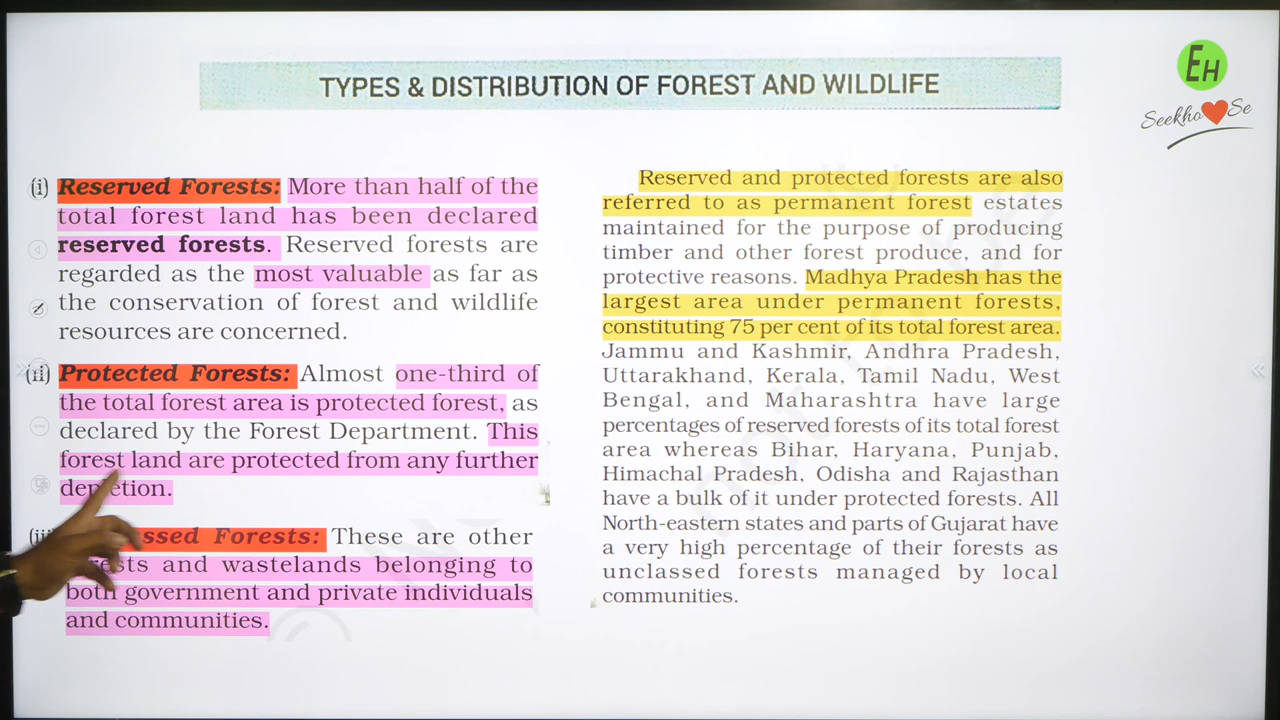 TYPES & DISTRIBUTION OF FOREST AND WILDLIFE
EH
Seekho Se
(i) Reserved Forests: More than half of the
total forest land has been declared
reserved forests. Reserved forests are
regarded as the most valuable as far as
the conservation of forest and wildlife
resources are concerned.
(ii) Protected Forests: Almost one-third of
the total forest area is protected forest, as
declared by the Forest Department. This
forest land are protected from any further
depletion.
These are other
and wastelands belonging to
both government and private individuals
and communities.
Reserved and protected forests are also
referred to as permanent forest estates
maintained for the purpose of producing
timber and other forest produce, and for
protective reasons. Madhya Pradesh has the
largest area under permanent forests,
constituting 75 per cent of its total forest area.
Jammu and Kashmir, Andhra Pradesh,
Uttarakhand, Kerala, Tamil Nadu, West
Bengal, and Maharashtra have large
percentages of reserved forests of its total forest
area whereas Bihar, Haryana, Punjab,
Himachal Pradesh, Odisha and Rajasthan
have a bulk of it under protected forests. All
North-eastern states and parts of Gujarat have
a very high percentage of their forests as
unclassed forests managed by local
communities.